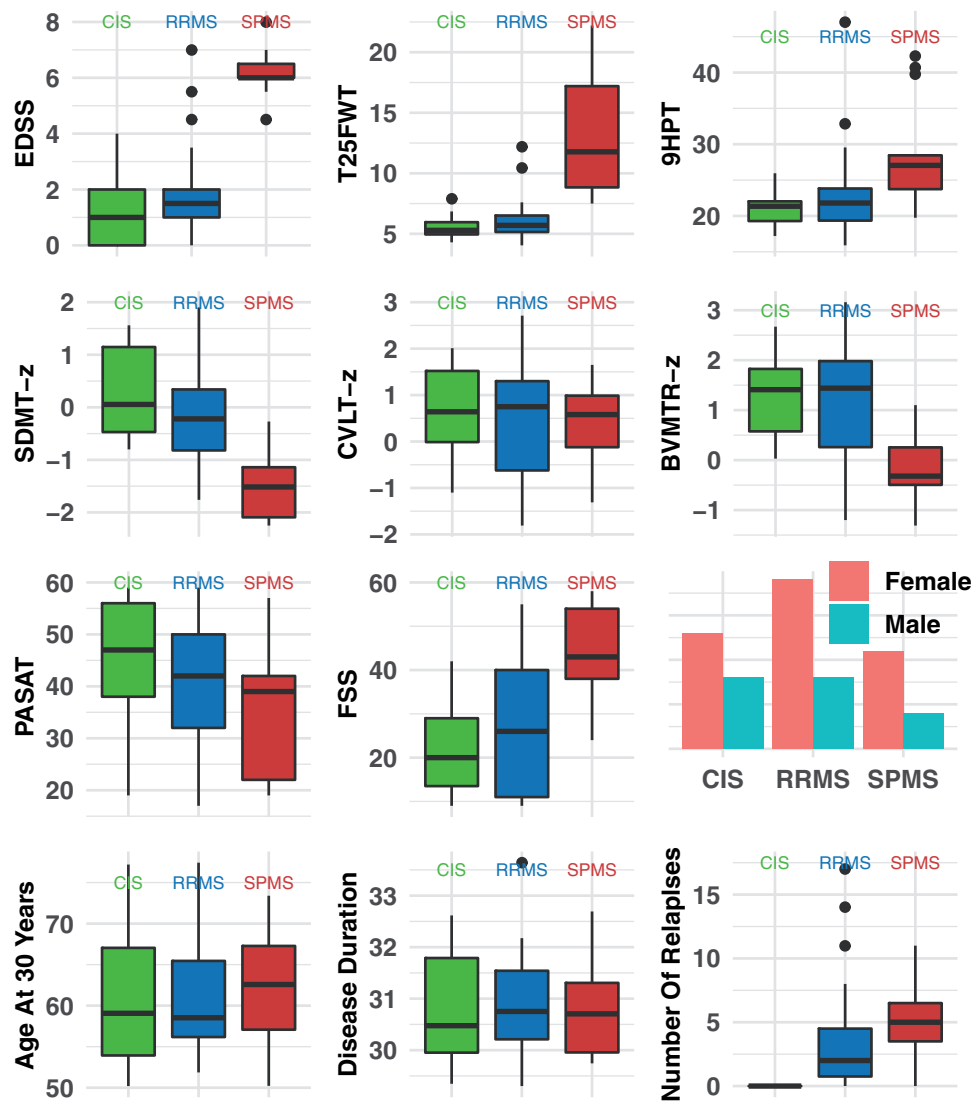 EDSS
8
6
4
2
0
CIS RRMS SPMS
T25FWT
20
15
10
5
CIS RRMS SPMS
9HPT
40
30
20
CIS RRMS SPMS
SDMT−z
2
1
0
−1
−2
CIS RRMS SPMS
CVLT−z
3
2
1
0
−1
−2
CIS RRMS SPMS
BVMTR−z
3
2
1
0
−1
CIS RRMS SPMS
PASAT
60
50
40
30
20
CIS RRMS SPMS
FSS
60
40
20
CIS RRMS SPMS
Female
Male
CIS RRMS SPMS
Age At 30 Years
70
60
50
CIS RRMS SPMS
Disease Duration
33
32
31
30
CIS RRMS SPMS
Number Of Relaplses
15
10
5
0
CIS RRMS SPMS